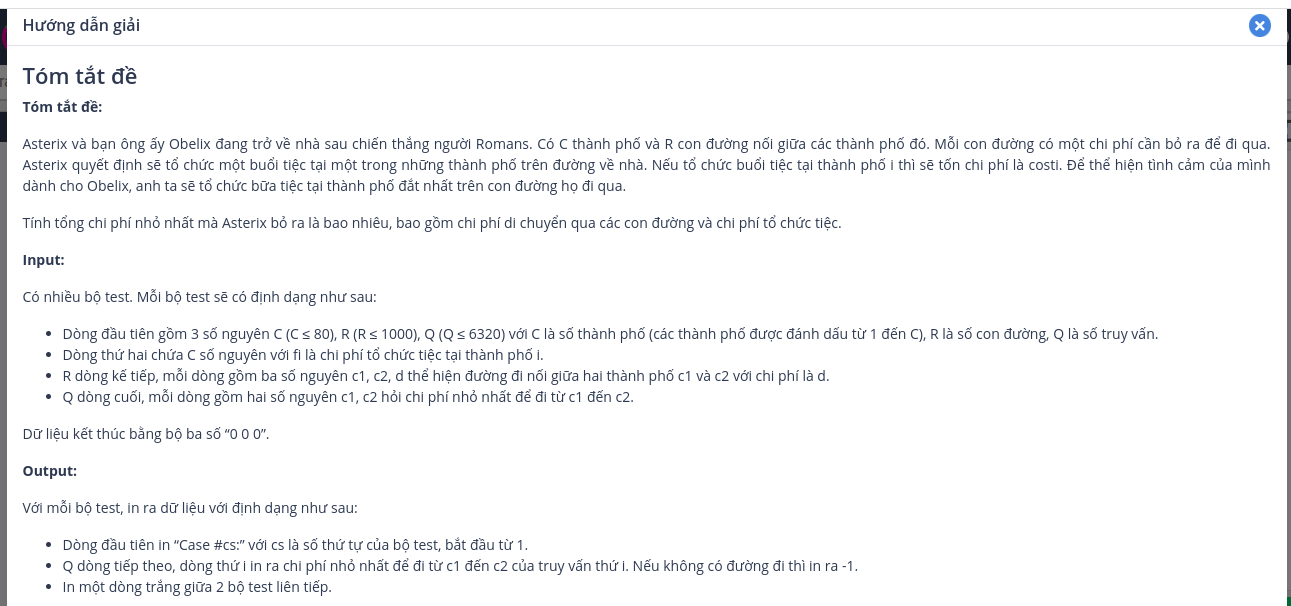 Hướng dẫn giải
Tóm tắt đề
Tóm tắt đề:
Asterix và bạn ông ấy Obelix đang trở về nhà sau chiến thắng người Romans. Có C thành phố và R con đường nối giữa các thành phố đó. Mỗi con đường có một chi phí cần bỏ ra để đi qua.
Asterix quyết định sẽ tổ chức một buổi tiệc tại một trong những thành phố trên đường về nhà. Nếu tổ chức buổi tiệc tại thành phố i thì sẽ tốn chi phí là costi. Để thể hiện tình cảm của mình
dành cho Obelix, anh ta sẽ tổ chức bữa tiệc tại thành phố đắt nhất trên con đường họ đi qua.
Tính tổng chi phí nhỏ nhất mà Asterix bỏ ra là bao nhiêu, bao gồm chi phí di chuyển qua các con đường và chi phí tổ chức tiệc.
Input:
Có nhiều bộ test. Mỗi bộ test sẽ có định dạng như sau:
• Dòng đầu tiên gồm 3 số nguyên C (C ≤ 80), R (R ≤ 1000), Q (Q ≤ 6320) với C là số thành phố (các thành phố được đánh dấu từ 1 đến C), R là số con đường, Q là số truy vấn.
• Dòng thứ hai chứa C số nguyên với fi là chi phí tổ chức tiệc tại thành phố i.
• R dòng kế tiếp, mỗi dòng gồm ba số nguyên c1, c2, d thể hiện đường đi nối giữa hai thành phố c1 và c2 với chi phí là d.
• Q dòng cuối, mỗi dòng gồm hai số nguyên c1, c2 hỏi chi phí nhỏ nhất để đi từ c1 đến c2.
Dữ liệu kết thúc bằng bộ ba số “0 0 0”.
Output:
Với mỗi bộ test, in ra dữ liệu với định dạng như sau:
• Dòng đầu tiên in “Case #cs:” với cs là số thứ tự của bộ test, bắt đầu từ 1.
• Q dòng tiếp theo, dòng thứ i in ra chi phí nhỏ nhất để đi từ c1 đến c2 của truy vấn thứ i. Nếu không có đường đi thì in ra -1.
• In một dòng trắng giữa 2 bộ test liên tiếp.